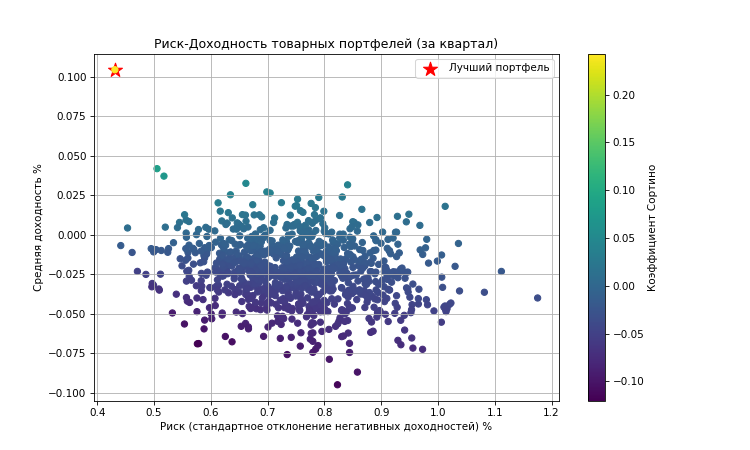 Риск-Доходность товарных портфелей (за квартал)
Лучший портфель
Средняя доходность %
0.100
0.075
0.050
0.025
0.000
−0.025
−0.050
−0.075
−0.100
0.4 0.5 0.6 0.7 0.8 0.9 1.0 1.1 1.2
Риск (стандартное отклонение негативных доходностей) %
0.20
0.15
0.10
0.05
0.00
−0.05
−0.10
Коэффициент Сортино